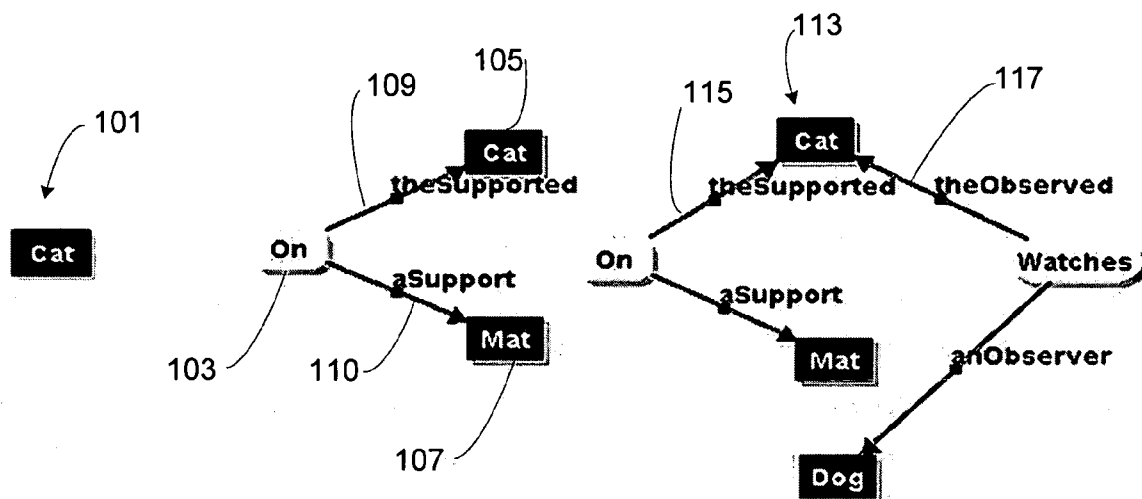 101
Cat
109
105
Cat
theSupported
On
aSupport
Mat
103
110
107
113
115
117
Cat
theSupported
theObserved
On
Watches
aSupport
Mat
anObserver
Dog